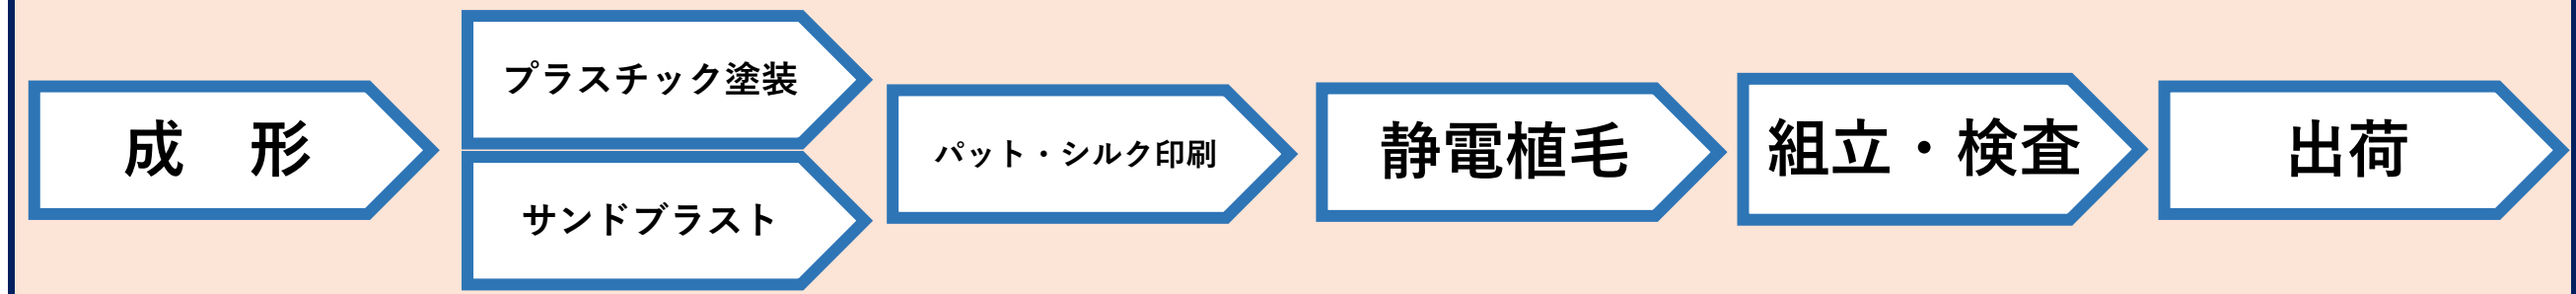 成　形
プラスチック塗装
サンドブラスト
パット・シルク印刷
静電植毛
組立・検査
出荷